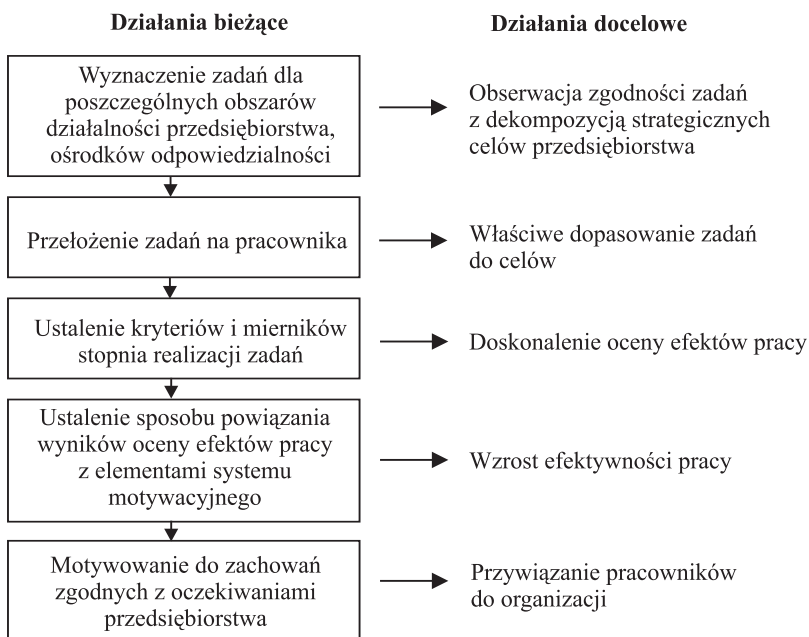 Działania bieżące
Działania docelowe
Wyznaczenie zadań dla
poszczególnych obszarów
działalności przedsiębiorstwa,
ośrodków odpowiedzialności
Obserwacja zgodności zadań
z dekompozycją strategicznych
celów przedsiębiorstwa
Przełożenie zadań na pracownika
Właściwe dopasowanie zadań
do celów
Ustalenie kryteriów i mierników
stopnia realizacji zadań
Doskonalenie oceny efektów pracy
Ustalenie sposobu powiązania
wyników oceny efektów pracy
z elementami systemu
motywacyjnego
Wzrost efektywności pracy
Motywowanie do zachowań
zgodnych z oczekiwaniami
przedsiębiorstwa
Przywiązanie pracowników
do organizacji